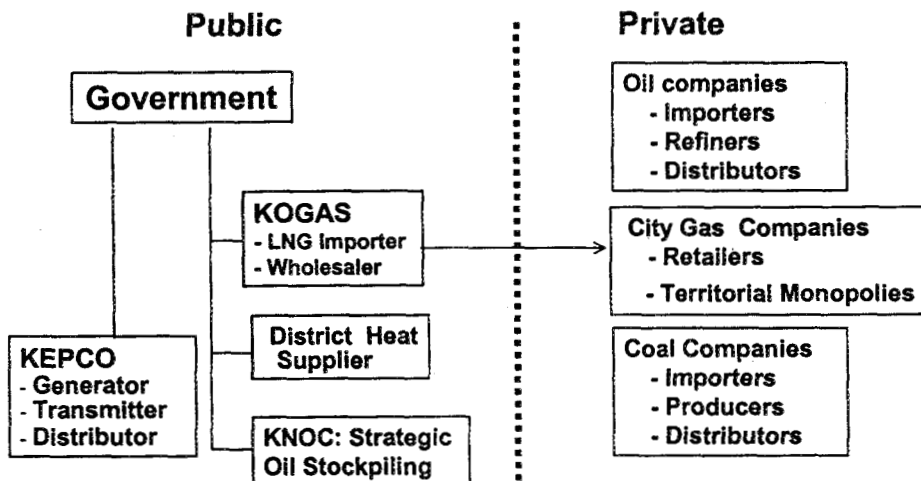 Public
Private
Government
KOGAS
- LNG Importer
- Wholesaler
District Heat
Supplier
KEPCO
- Generator
- Transmitter
- Distributor
KNOC: Strategic
Oil Stockpiling
Oil companies
- Importers
- Refiners
- Distributors
City Gas Companies
- Retailers
- Territorial Monopolies
Coal Companies
- Importers
- Producers
- Distributors